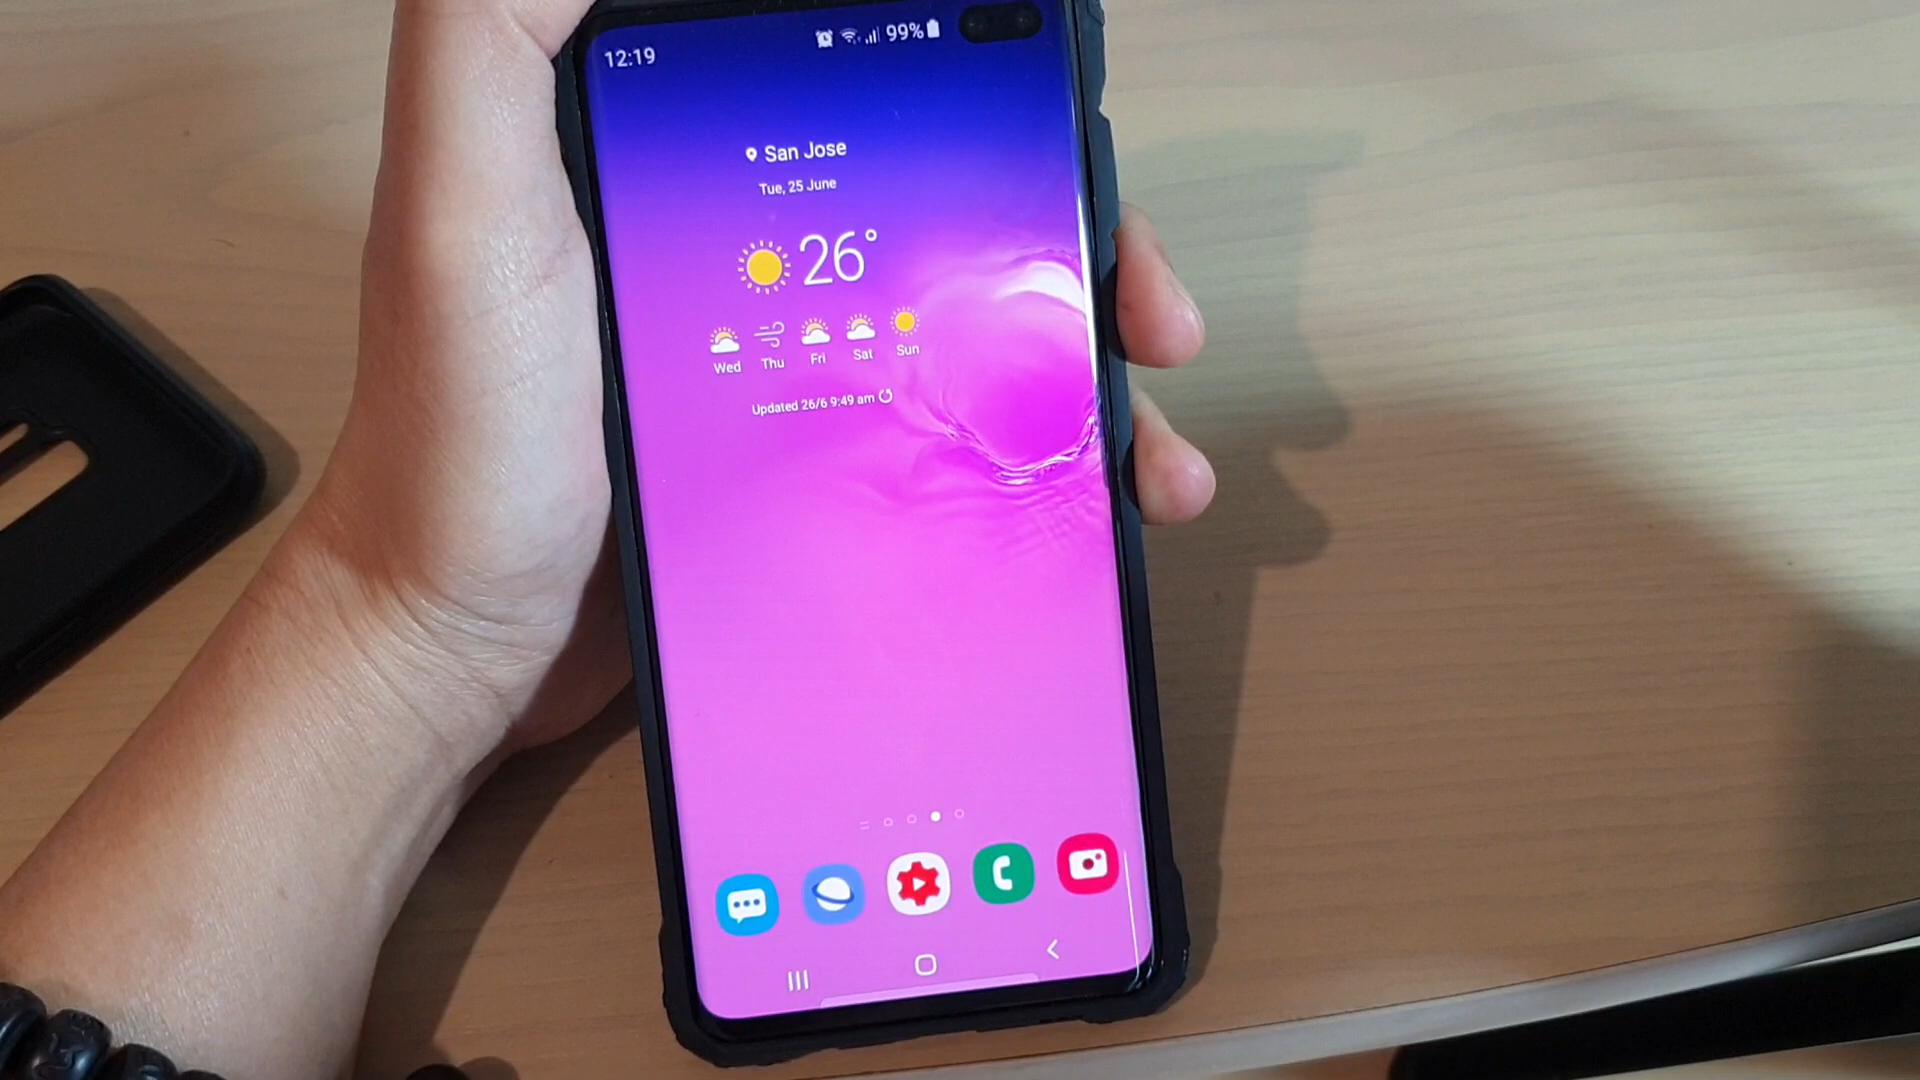 12:19
99%
San Jose
Tue, 25 June
26°
Wed Thu Fri Sat Sun
Updated 26/6 9:49 am